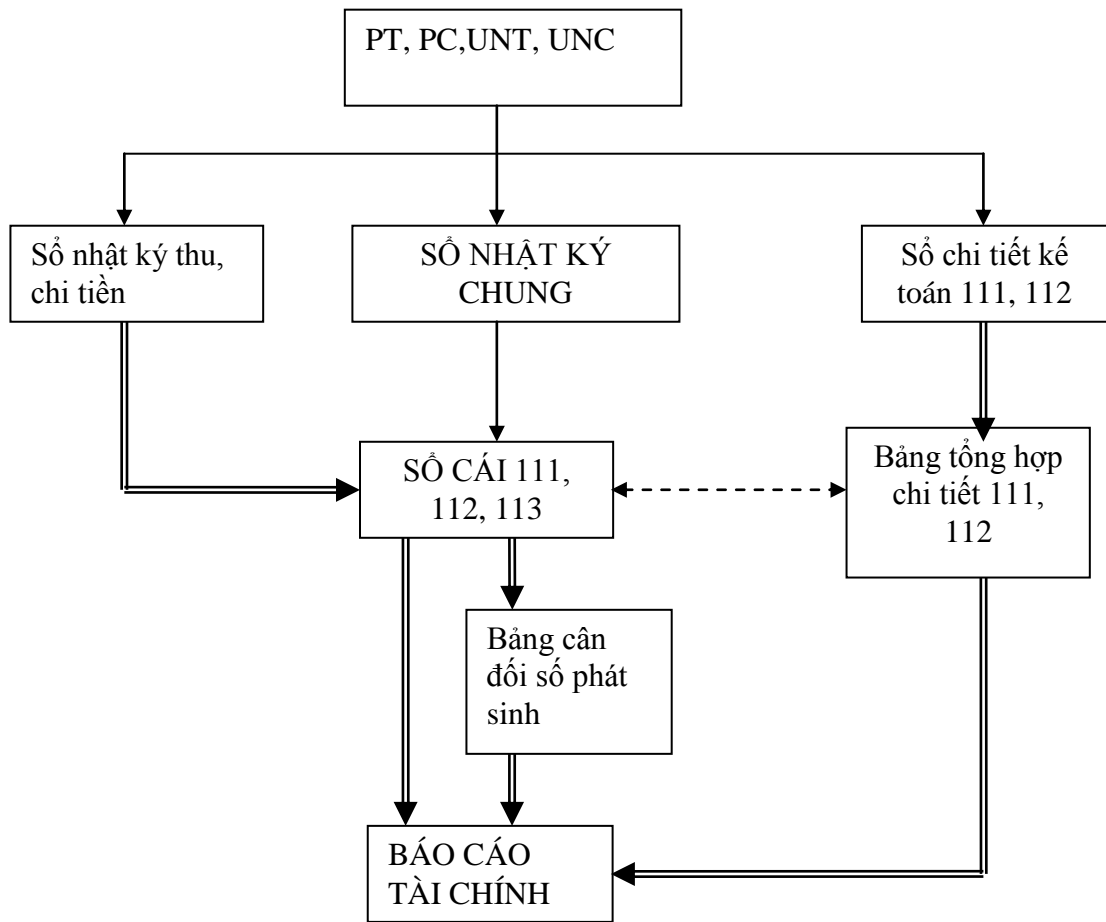 PT, PC,UNT, UNC
Sổ nhật ký thu,
chi tiền
SỔ NHẬT KÝ
CHUNG
Sổ chi tiết kế
toán 111, 112
SỔ CÁI 111,
112, 113
Bảng tổng hợp
chi tiết 111,
112
Bảng cân
đối số phát
sinh
BÁO CÁO
TÀI CHÍNH